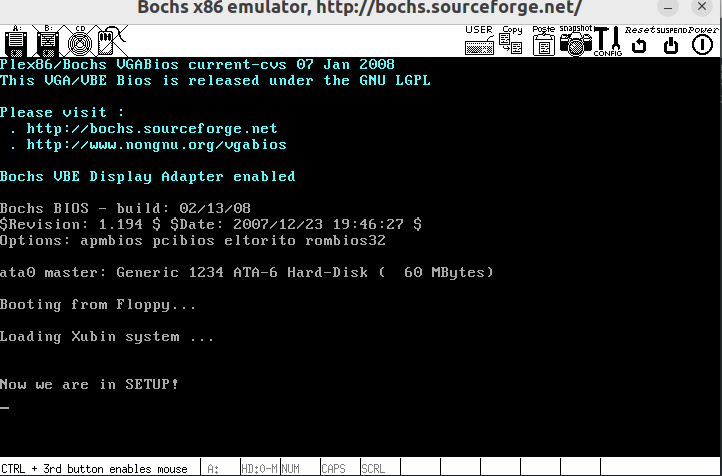 Bochs x86 emulator, http://bochs.sourceforge.net/
A: B: CD
USER Copy Paste snapshot CONFIG Reset SUSPEND Power
Plex86/Bochs VGABios current-cvs 07 Jan 2008
This VGA/VBE Bios is released under the GNU LGPL
Please visit :
. http://bochs.sourceforge.net
. http://www.nongnu.org/vgabios
Bochs VBE Display Adapter enabled
Bochs BIOS - build: 02/13/08
$Revision: 1.194 $ $Date: 2007/12/23 19:46:27 $
Options: apmbios pcibios eltorito rombios32
ata0 master: Generic 1234 ATA-6 Hard-Disk (  60 MBytes)
Booting from Floppy...
Loading Xubin system ...
Now we are in SETUP!
_
CTRL + 3rd button enables mouse A: HD:0-M NUM CAPS SCRL